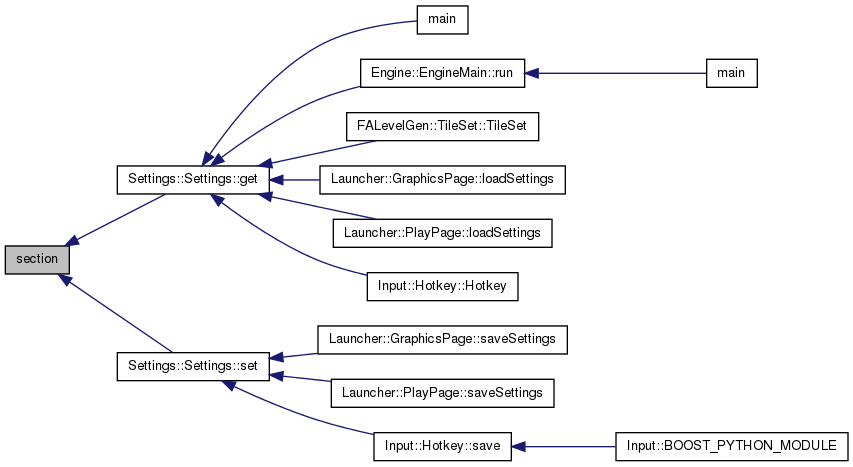 main
Engine::EngineMain::run
main
FALevelGen::TileSet::TileSet
Settings::Settings::get
Launcher::GraphicsPage::loadSettings
Launcher::PlayPage::loadSettings
section
Input::Hotkey::Hotkey
Launcher::GraphicsPage::saveSettings
Settings::Settings::set
Launcher::PlayPage::saveSettings
Input::Hotkey::save
Input::BOOST_PYTHON_MODULE